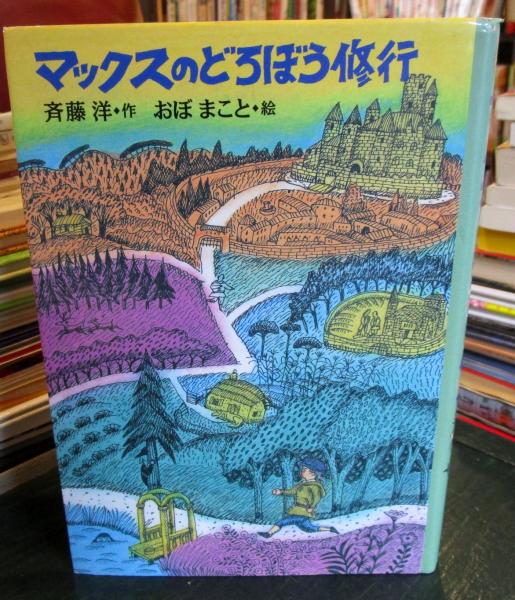 マックスのどろぼう修行
斉藤 洋・作 おぼ まこと・絵